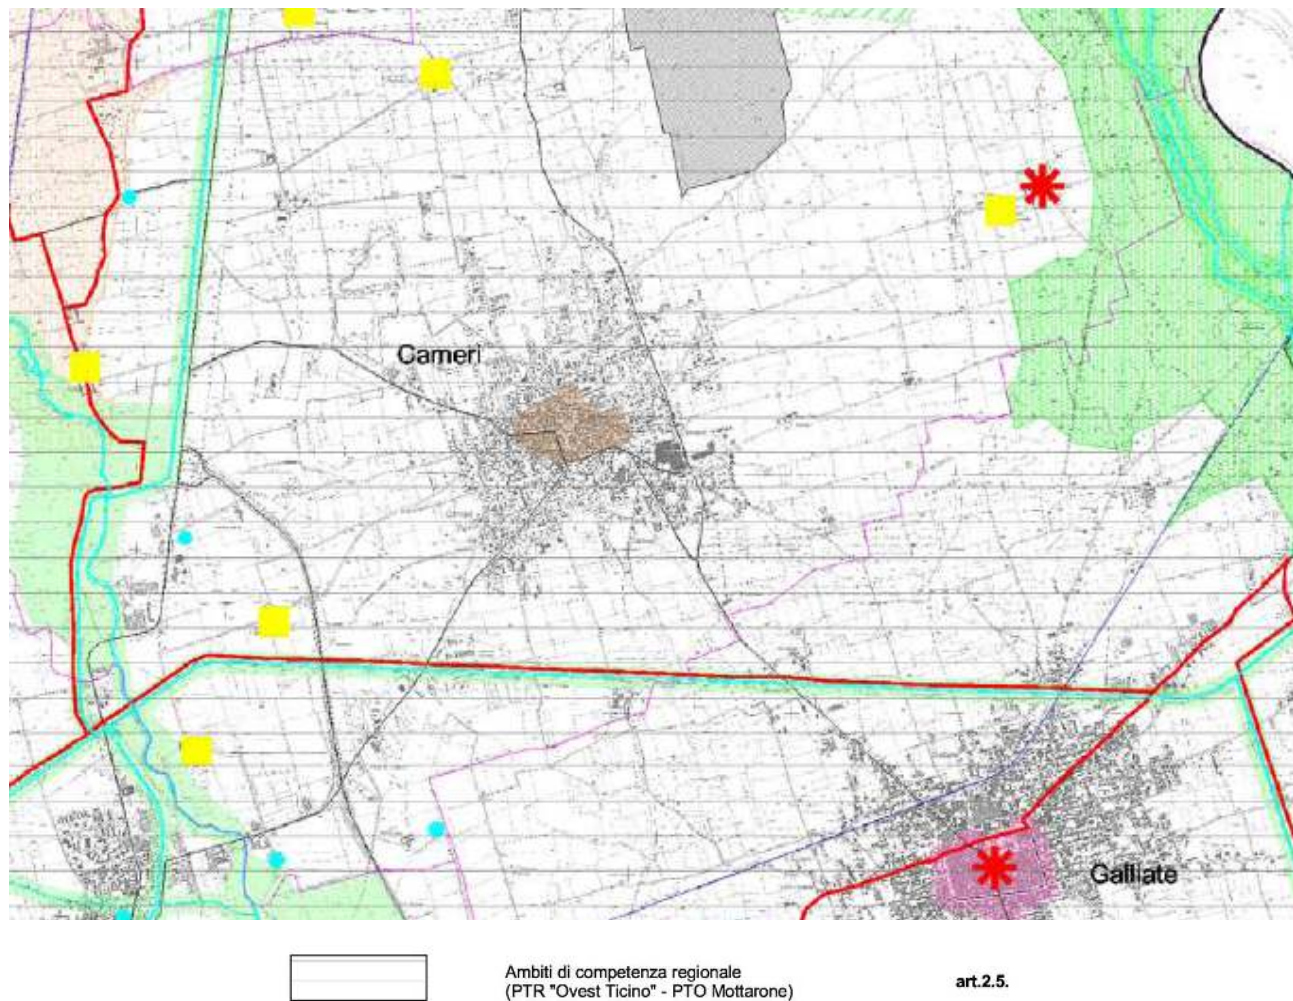 Cameri
Galliate
Ambiti di competenza regionale
(PTR "Ovest Ticino" - PTO Mottarone)
art.2.5.